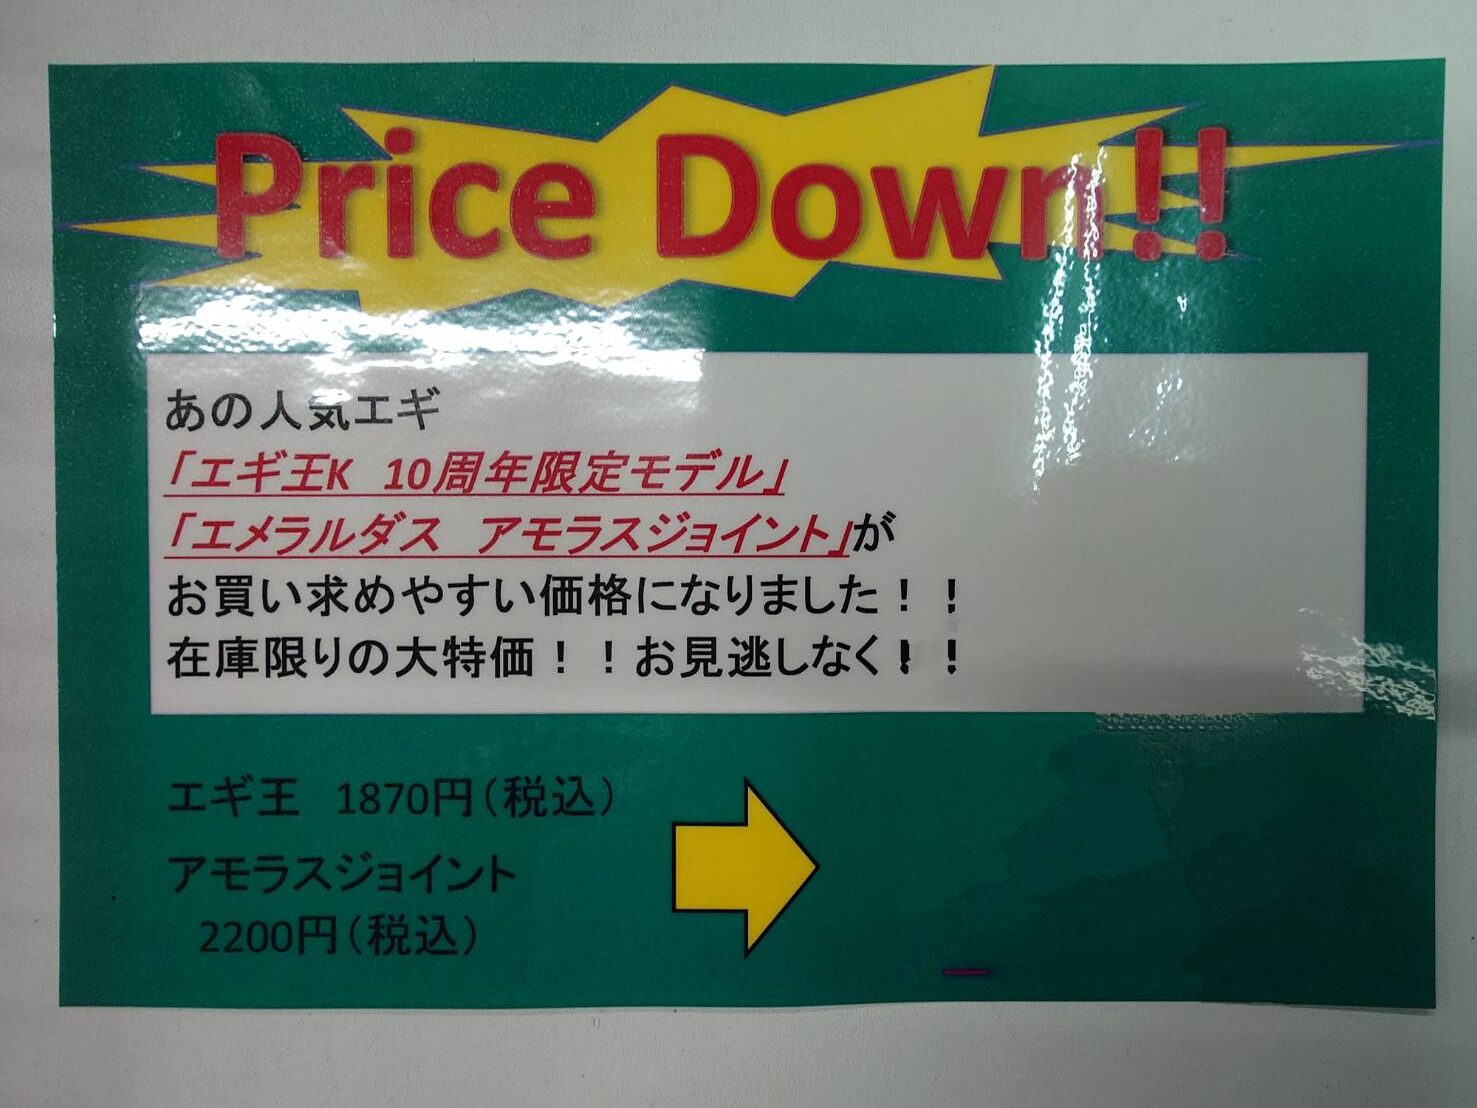 Price Down!!
あの人気エギ
「エギ王K　10周年限定モデル」
「エメラルダス　アモラスジョイント」が
お買い求めやすい価格になりました！！
在庫限りの大特価！！お見逃しなく！！
エギ王　1870円（税込）
アモラスジョイント
2200円（税込）